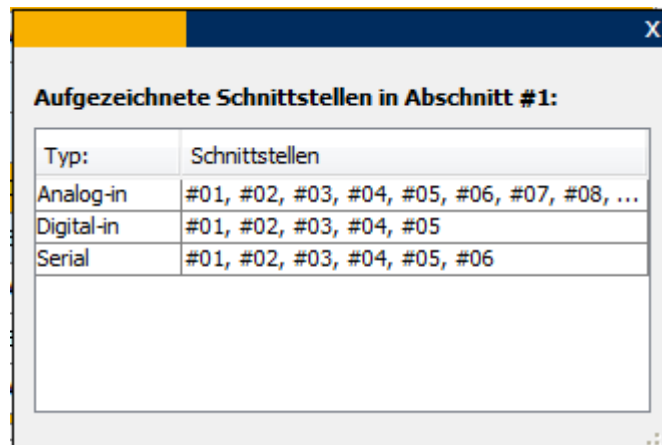 X
Aufgezeichnete Schnittstellen in Abschnitt #1:
Typ: Schnittstellen
Analog-in #01, #02, #03, #04, #05, #06, #07, #08, ...
Digital-in #01, #02, #03, #04, #05
Serial #01, #02, #03, #04, #05, #06